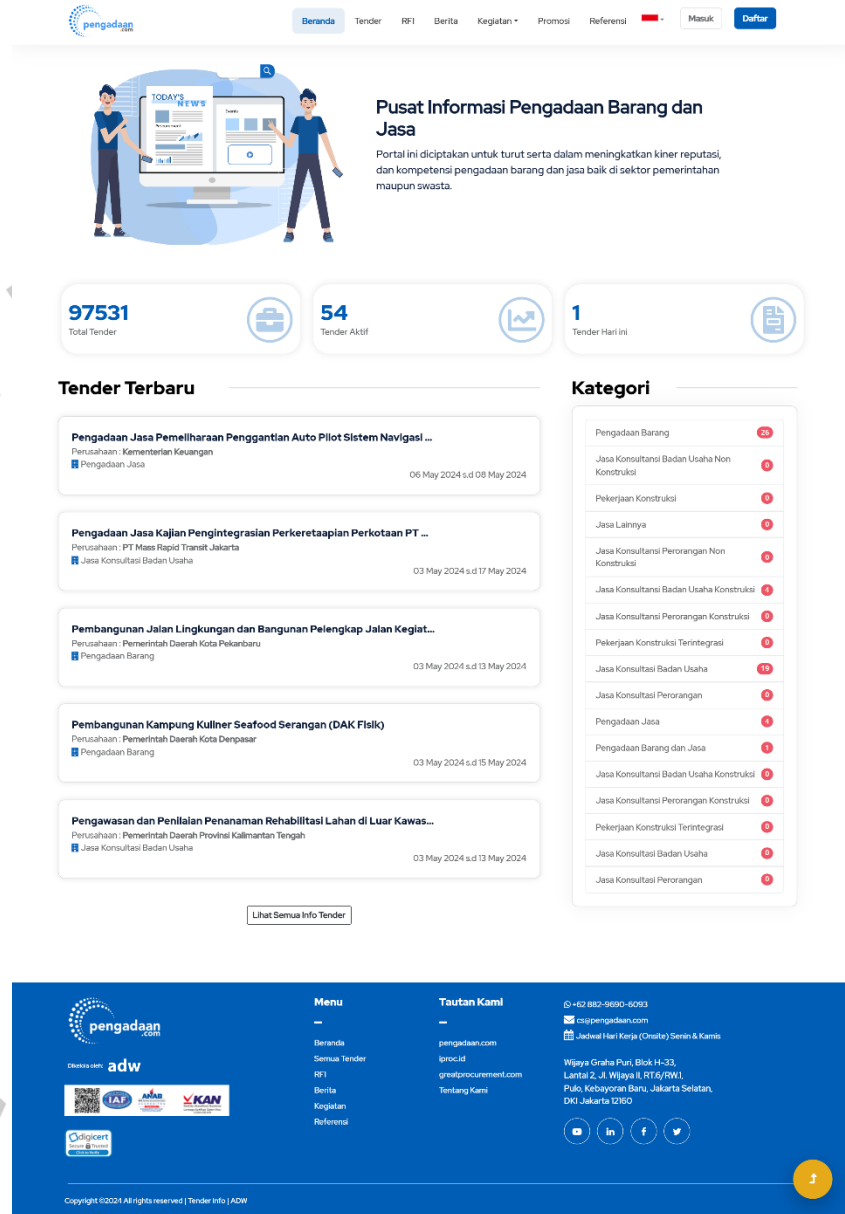 pengadaan
.com
Beranda
Tender
RFI
Berita
Kegiatan
Promosi
Referensi
Masuk
Daftar
TODAY'S
NEWS
Events
Pusat Informasi Pengadaan Barang dan
Jasa
Portal ini diciptakan untuk turut serta dalam meningkatkan kiner reputasi,
dan kompetensi pengadaan barang dan jasa baik di sektor pemerintahan
maupun swasta.
97531
Total Tender
54
Tender Aktif
1
Tender Hari ini
Tender Terbaru
Pengadaan Jasa Pemeliharaan Penggantian Auto Pilot Sistem Navigasi ...
Perusahaan : Kementerian Keuangan
Pengadaan Jasa
06 May 2024 s.d 08 May 2024
Pengadaan Jasa Kajian Pengintegrasian Perkeretaapian Perkotaan PT ...
Perusahaan : PT Mass Rapid Transit Jakarta
Jasa Konsultasi Badan Usaha
03 May 2024 s.d 17 May 2024
Pembangunan Jalan Lingkungan dan Bangunan Pelengkap Jalan Kegiat...
Perusahaan : Pemerintah Daerah Kota Pekanbaru
Pengadaan Barang
03 May 2024 s.d 13 May 2024
Pembangunan Kampung Kuliner Seafood Serangan (DAK Fisik)
Perusahaan : Pemerintah Daerah Kota Denpasar
Pengadaan Barang
03 May 2024 s.d 15 May 2024
Pengawasan dan Penilaian Penanaman Rehabilitasi Lahan di Luar Kawas...
Perusahaan : Pemerintah Daerah Provinsi Kalimantan Tengah
Jasa Konsultasi Badan Usaha
03 May 2024 s.d 13 May 2024
Lihat Semua Info Tender
Kategori
Pengadaan Barang 26
Jasa Konsultansi Badan Usaha Non
Konstruksi 0
Pekerjaan Konstruksi 0
Jasa Lainnya 0
Jasa Konsultansi Perorangan Non
Konstruksi 0
Jasa Konsultansi Badan Usaha Konstruksi 4
Jasa Konsultansi Perorangan Konstruksi 0
Pekerjaan Konstruksi Terintegrasi 0
Jasa Konsultasi Badan Usaha 19
Jasa Konsultasi Perorangan 0
Pengadaan Jasa 4
Pengadaan Barang dan Jasa 1
Jasa Konsultansi Badan Usaha Konstruksi 0
Jasa Konsultansi Perorangan Konstruksi 0
Pekerjaan Konstruksi Terintegrasi 0
Jasa Konsultasi Badan Usaha 0
Jasa Konsultasi Perorangan 0
pengadaan
.com
Dikelola oleh: adw
IAF
ANAB
KAN
digicert
Secure Trusted
Menu
Beranda
Semua Tender
RFI
Berita
Kegiatan
Referensi
Tautan Kami
pengadaan.com
iproc.id
greatprocurement.com
Tentang Kami
+62 882-9690-6093
cs@pengadaan.com
Jadwal Hari Kerja (Onsite) Senin & Kamis
Wijaya Graha Puri, Blok H-33,
Lantai 2, Jl. Wijaya II, RT.6/RW.1,
Pulo, Kebayoran Baru, Jakarta Selatan,
DKI Jakarta 12160
Copyright ©2024 All rights reserved | Tender Info | ADW